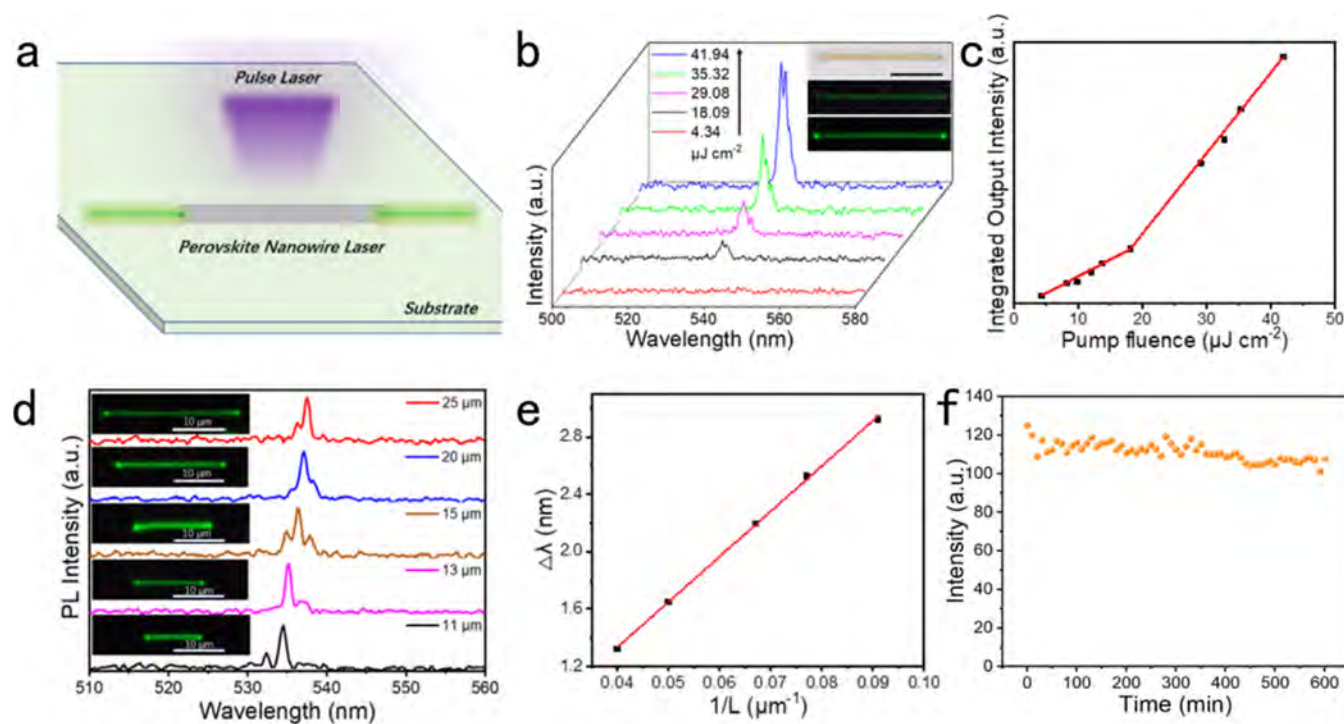 a
Pulse Laser
Perovskite Nanowire Laser
Substrate
b
41.94
35.32
29.08
18.09
4.34
μJ cm⁻²
Intensity (a.u.)
500 520 540 560 580
Wavelength (nm)
c
Integrated Output Intensity (a.u.)
0 10 20 30 40 50
Pump fluence (μJ cm⁻²)
d
PL Intensity (a.u.)
25 μm
10 μm
20 μm
10 μm
15 μm
10 μm
13 μm
10 μm
11 μm
10 μm
510 520 530 540 550 560
Wavelength (nm)
e
Δλ (nm)
2.8
2.4
2.0
1.6
1.2
0.04 0.05 0.06 0.07 0.08 0.09 0.10
1/L (μm⁻¹)
f
Intensity (a.u.)
140
120
100
80
60
40
20
0
0 100 200 300 400 500 600
Time (min)